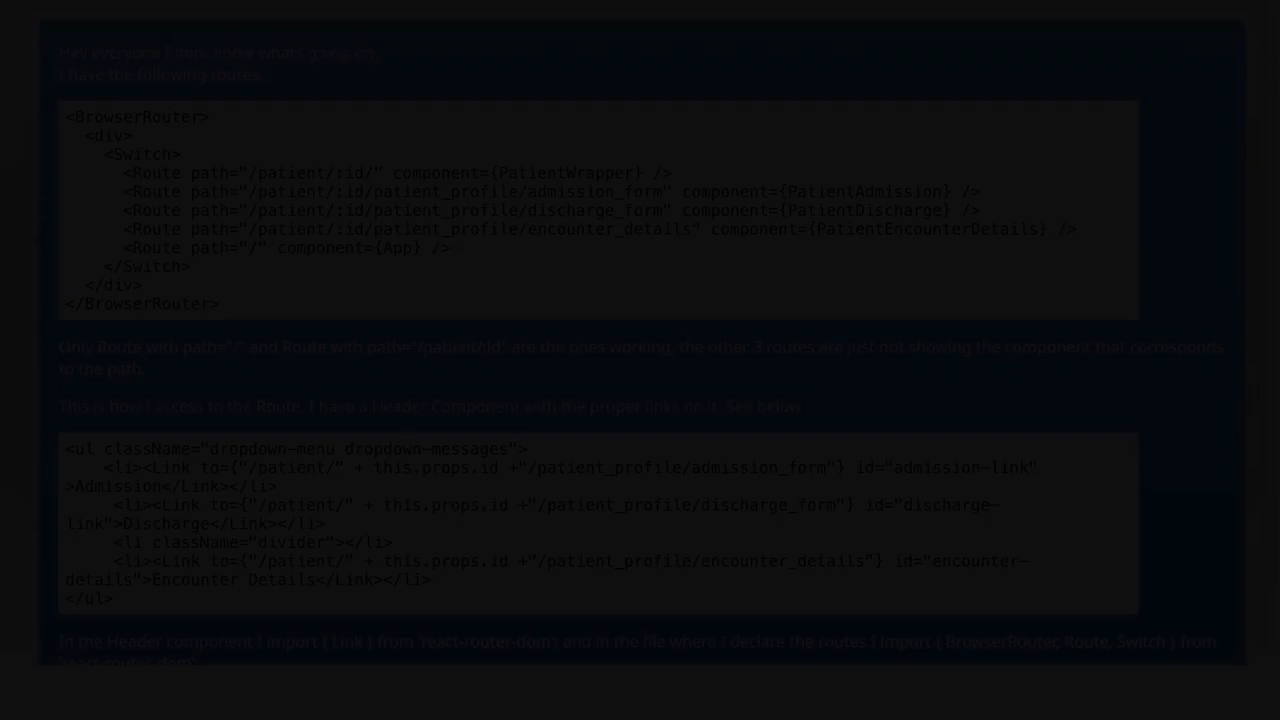 Hey everyone I dont know whats going on,
I have the following routes.
<BrowserRouter>
  <div>
    <Switch>
      <Route path="/patient/:id/" component={PatientWrapper} />
      <Route path="/patient/:id/patient_profile/admission_form" component={PatientAdmission} />
      <Route path="/patient/:id/patient_profile/discharge_form" component={PatientDischarge} />
      <Route path="/patient/:id/patient_profile/encounter_details" component={PatientEncounterDetails} />
      <Route path="/" component={App} />
    </Switch>
  </div>
</BrowserRouter>
Only Route with path="/" and Route with path="/patient/:id" are the ones working, the other 3 routes are just not showing the component that corresponds
to the path.
This is how I access to the Route. I have a Header Component with the proper links on it. See below
<ul className="dropdown-menu dropdown-messages">
    <li><Link to={"/patient/" + this.props.id +"/patient_profile/admission_form"} id="admission-link"
>Admission</Link></li>
     <li><Link to={"/patient/" + this.props.id +"/patient_profile/discharge_form"} id="discharge-
link">Discharge</Link></li>
     <li className="divider"></li>
     <li><Link to={"/patient/" + this.props.id +"/patient_profile/encounter_details"} id="encounter-
details">Encounter Details</Link></li>
</ul>
In the Header component I import { Link } from 'react-router-dom'; and in the file where I declare the routes I import { BrowserRouter, Route, Switch } from
'react-router-dom';